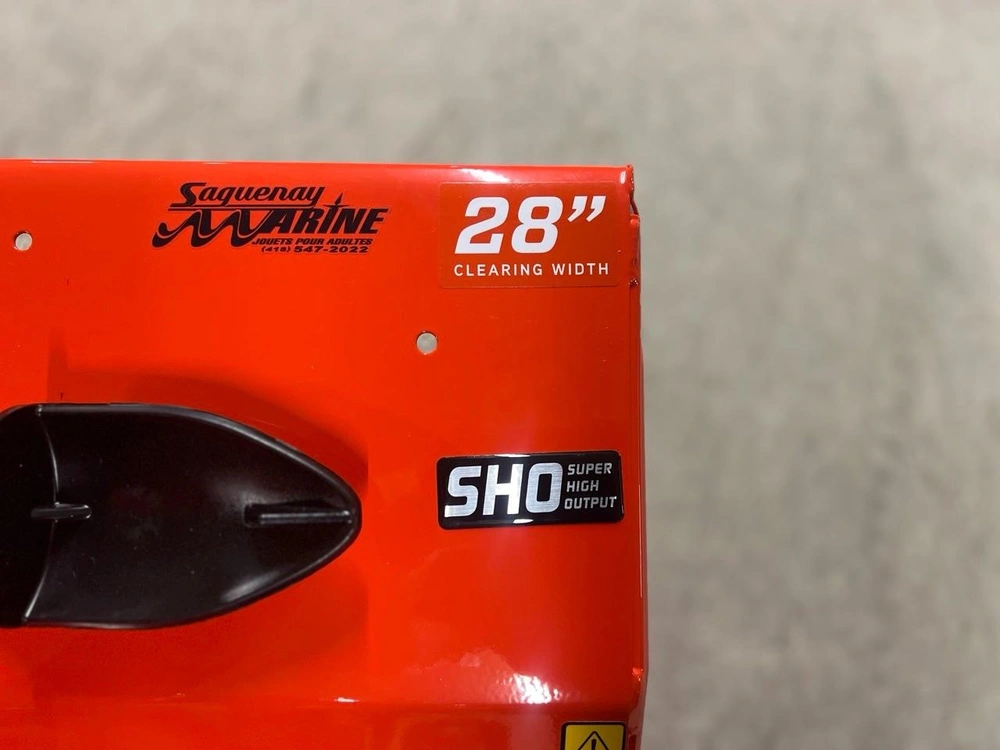 Saguenay
MARINE
JOUETS POUR ADULTES
(418) 547-2022
28”
CLEARING WIDTH
SHO
SUPER
HIGH
OUTPUT